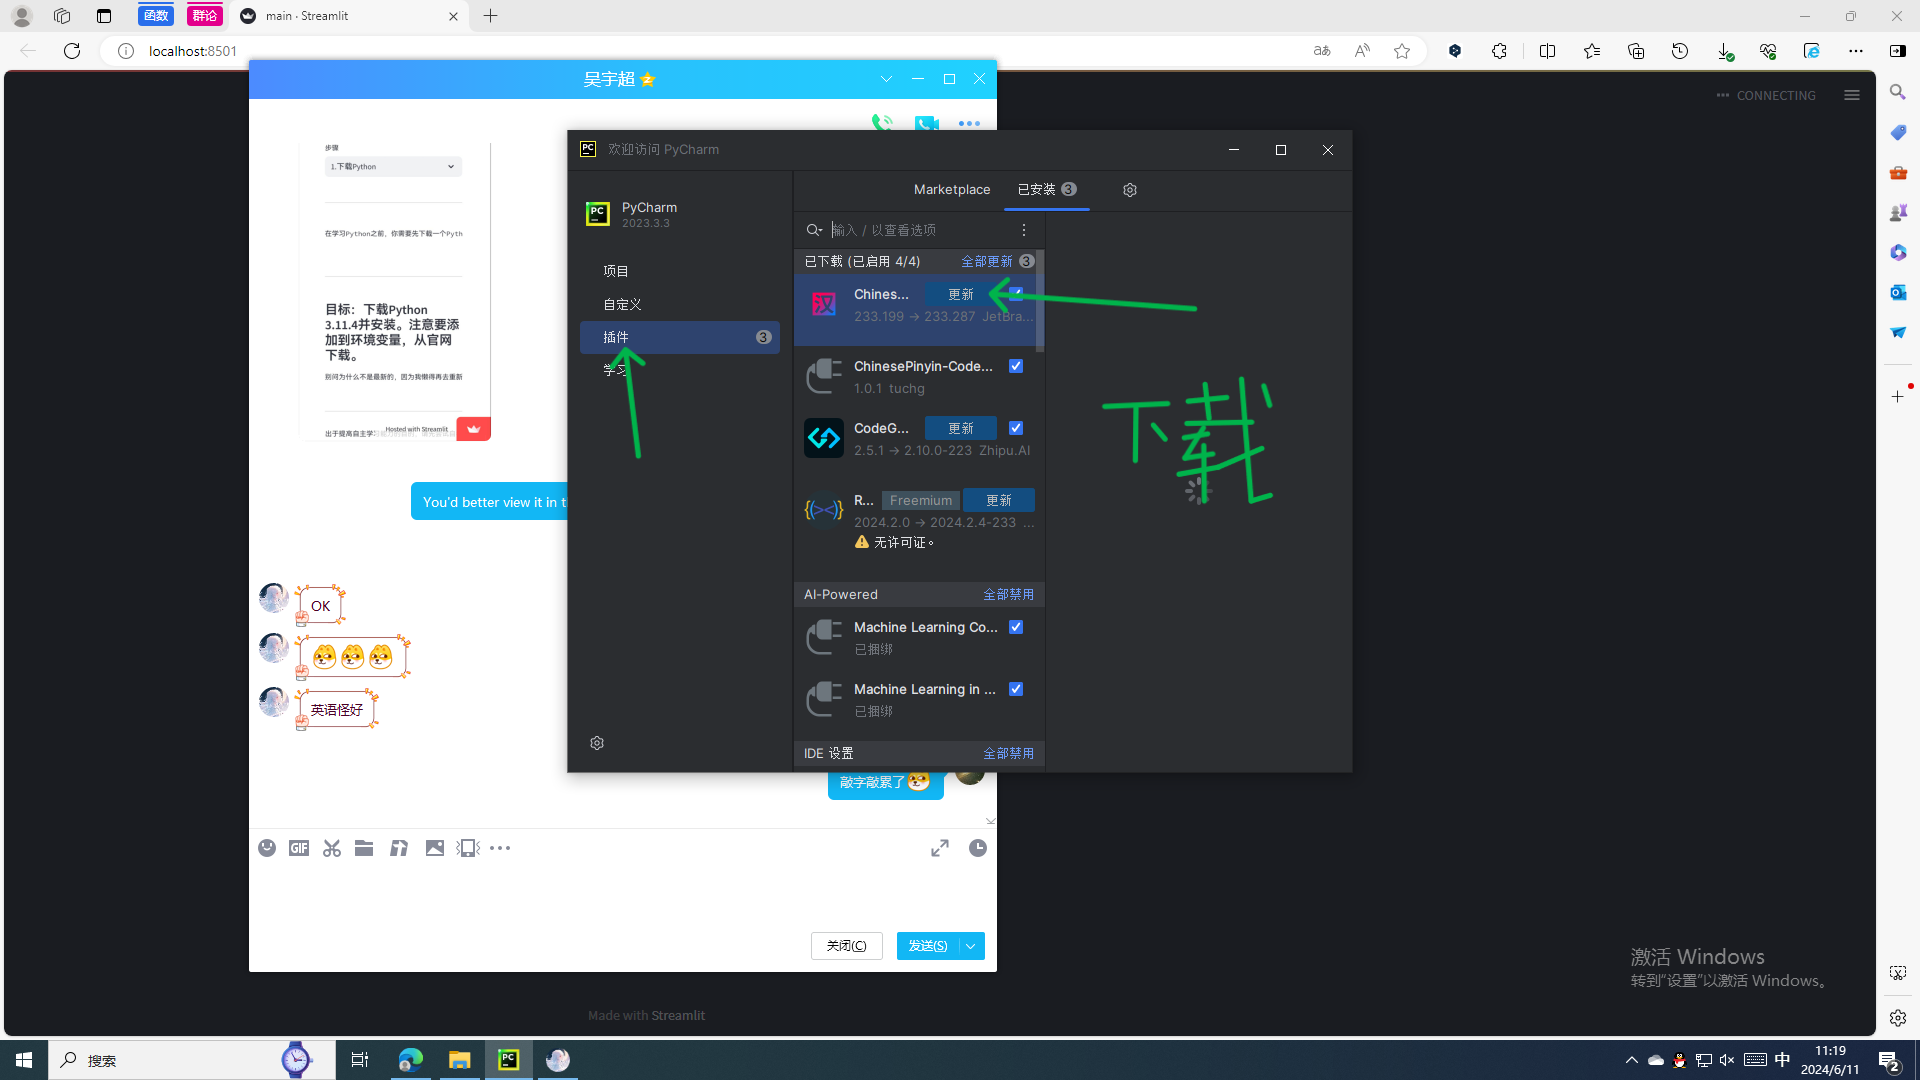 函数
群论
main · Streamlit
localhost:8501
CONNECTING
吴宇超
步骤
1.下载Python
在学习Python之前，你需要先下载一个Pyth
目标：下载Python
3.11.4并安装。注意要添
加到环境变量，从官网
下载。
别问为什么不是最新的，因为我懒得再去重新
出于提高自主学
Hosted with Streamlit
You'd better view it in t
OK
英语怪好
敲字敲累了
GIF
关闭(C)
发送(S)
欢迎访问 PyCharm
PyCharm
2023.3.3
项目
自定义
插件 3
学习
Marketplace
已安装 3
输入 / 以查看选项
已下载 (已启用 4/4) 全部更新 3
Chines... 更新
233.199 → 233.287 JetBra...
ChinesePinyin-Code...
1.0.1 tuchg
CodeG... 更新
2.5.1 → 2.10.0-223 Zhipu.AI
R... Freemium 更新
2024.2.0 → 2024.2.4-233 ...
无许可证。
AI-Powered 全部禁用
Machine Learning Co...
已捆绑
Machine Learning in ...
已捆绑
IDE 设置 全部禁用
下载
激活 Windows
转到"设置"以激活 Windows。
Made with Streamlit
搜索
中
11:19
2024/6/11
2